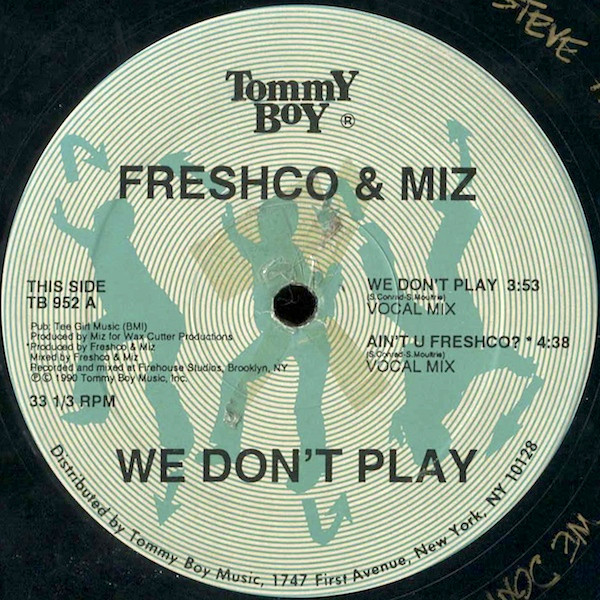 STEVE
TommY
BoY ®
FRESHCO & MIZ
THIS SIDE
TB 952 A
Pub: Tee Girl Music (BMI)
Produced by Miz for Wax Cutter Productions
*Produced by Freshco & Miz
Mixed by Freshco & Miz
Recorded and mixed at Firehouse Studios, Brooklyn, NY
Ⓟ© 1990 Tommy Boy Music, Inc.
33 1/3 RPM
WE DON'T PLAY 3:53
(S.Conrad-S.Moultrie)
VOCAL MIX
AIN'T U FRESHCO? * 4:38
(S.Conrad-S.Moultrie)
VOCAL MIX
WE DON'T PLAY
Distributed by Tommy Boy Music, 1747 First Avenue, New York, NY 10128
WE DON'T